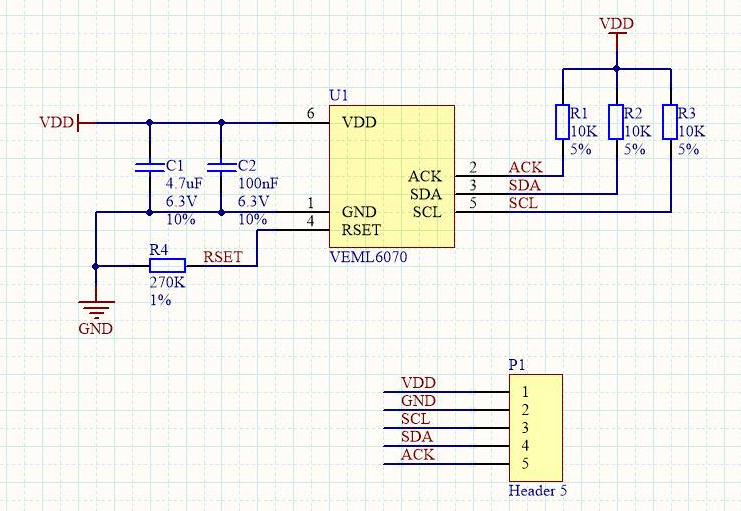 VDD
U1
VDD
6
VDD
R1
10K
5%
R2
10K
5%
R3
10K
5%
C1
4.7uF
6.3V
10%
C2
100nF
6.3V
10%
ACK
2
ACK
SDA
3
SDA
SCL
5
SCL
1
GND
4
RSET
VEML6070
R4
270K
1%
RSET
GND
P1
VDD
1
GND
2
SCL
3
SDA
4
ACK
5
Header 5